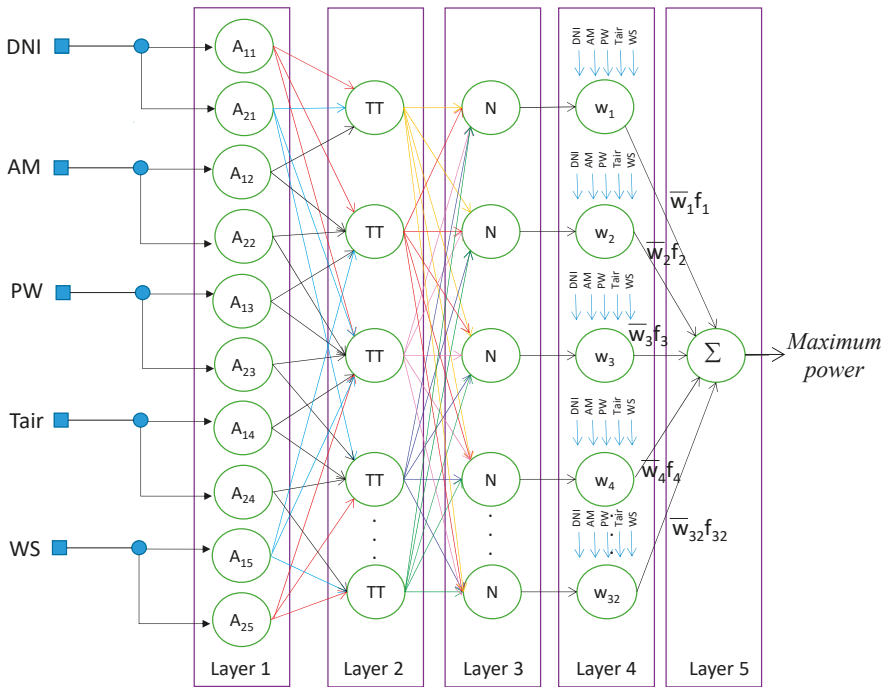 DNI
AM
PW
Tair
WS
A11
A21
A12
A22
A13
A23
A14
A24
A15
A25
Layer 1
TT
TT
TT
TT
. . .
TT
Layer 2
N
N
N
N
. . .
N
Layer 3
DNI AM PW Tair WS
w1
DNI AM PW Tair WS
w2
DNI AM PW Tair WS
w3
DNI AM PW Tair WS
w4
. . .
DNI AM PW Tair WS
w32
Layer 4
w̅1f1
w̅2f2
w̅3f3
w̅4f4
w̅32f32
Σ
Layer 5
Maximum
power